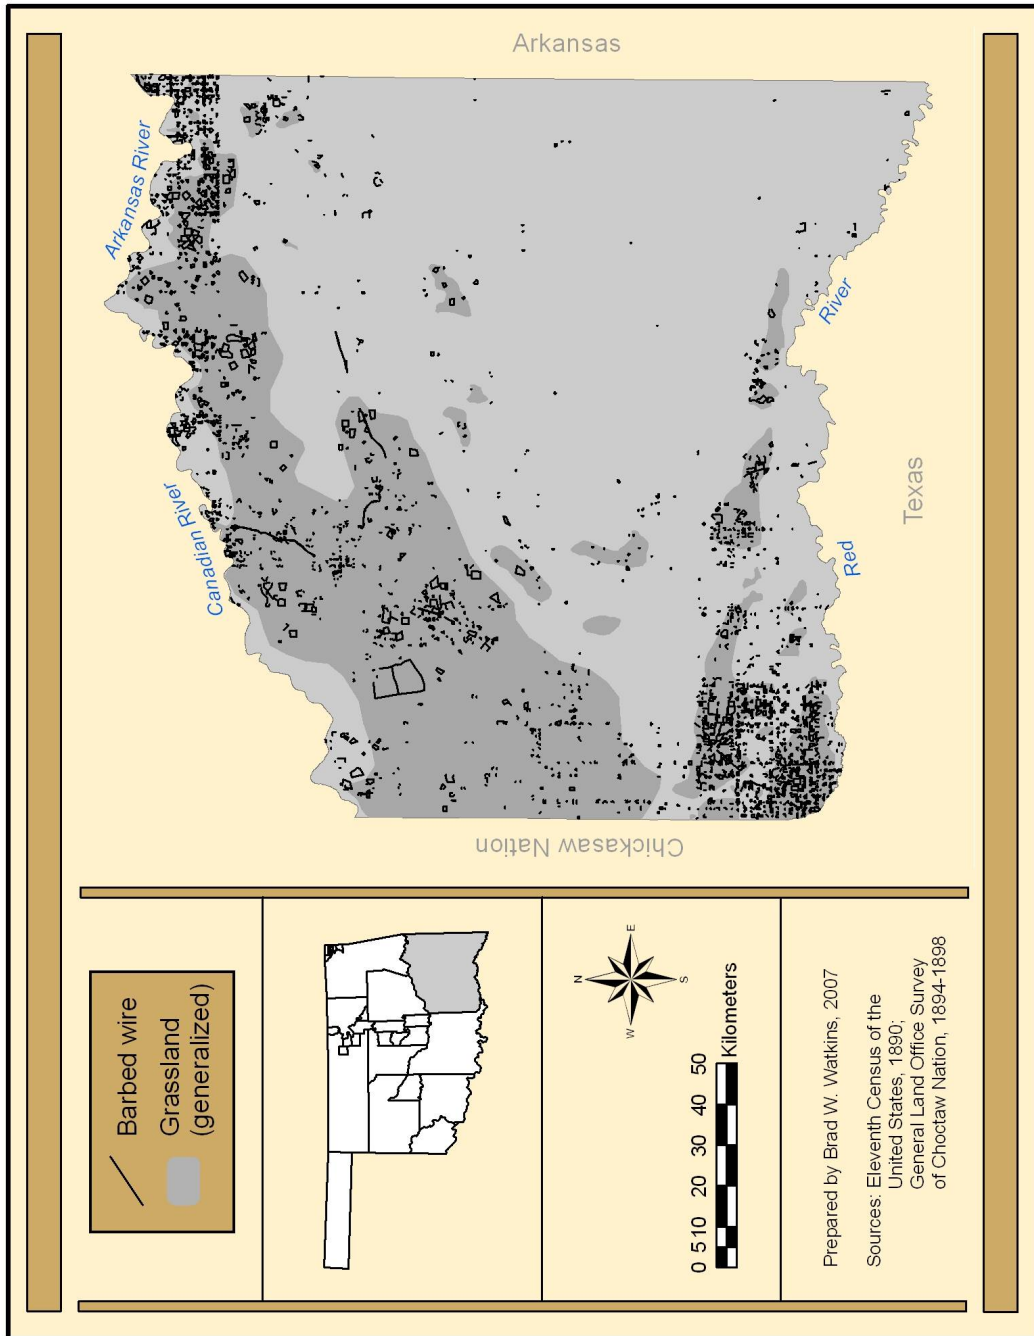 Arkansas
Arkansas River
Canadian River
Chickasaw Nation
Texas
Red
River
Barbed wire
Grassland
(generalized)
N
W
E
S
0 5 10 20 30 40 50
Kilometers
Prepared by Brad W. Watkins, 2007
Sources: Eleventh Census of the
United States, 1890;
General Land Office Survey
of Choctaw Nation, 1894-1898